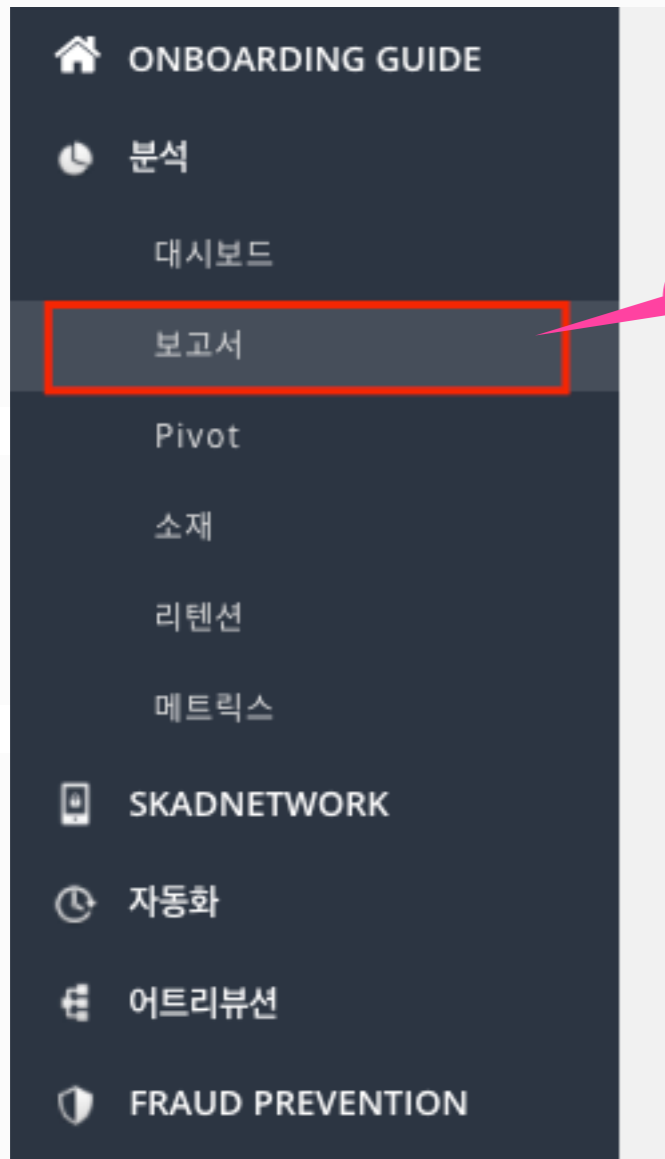 ONBOARDING GUIDE
분석
대시보드
보고서
Pivot
소재
리텐션
메트릭스
SKADNETWORK
자동화
어트리뷰션
FRAUD PREVENTION